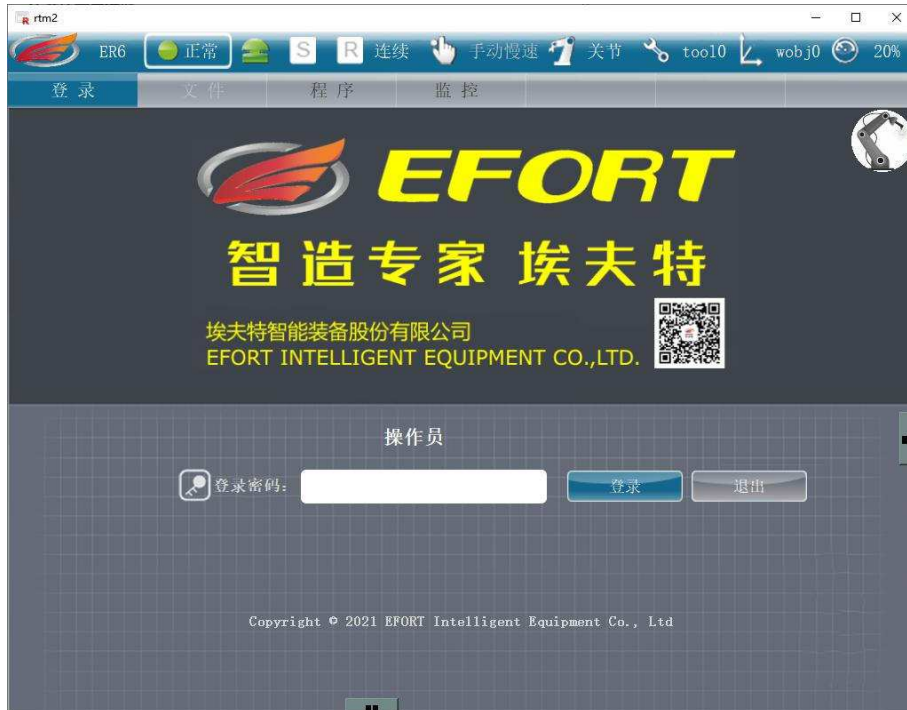 rtm2
ER6 正常 S R 连续 手动慢速 关节 tool0 wobj0 20%
登录 文件 程序 监控
EFORT
智造专家 埃夫特
埃夫特智能装备股份有限公司
EFORT INTELLIGENT EQUIPMENT CO.,LTD.
操作员
登录密码: 登录 退出
Copyright © 2021 EFORT Intelligent Equipment Co., Ltd